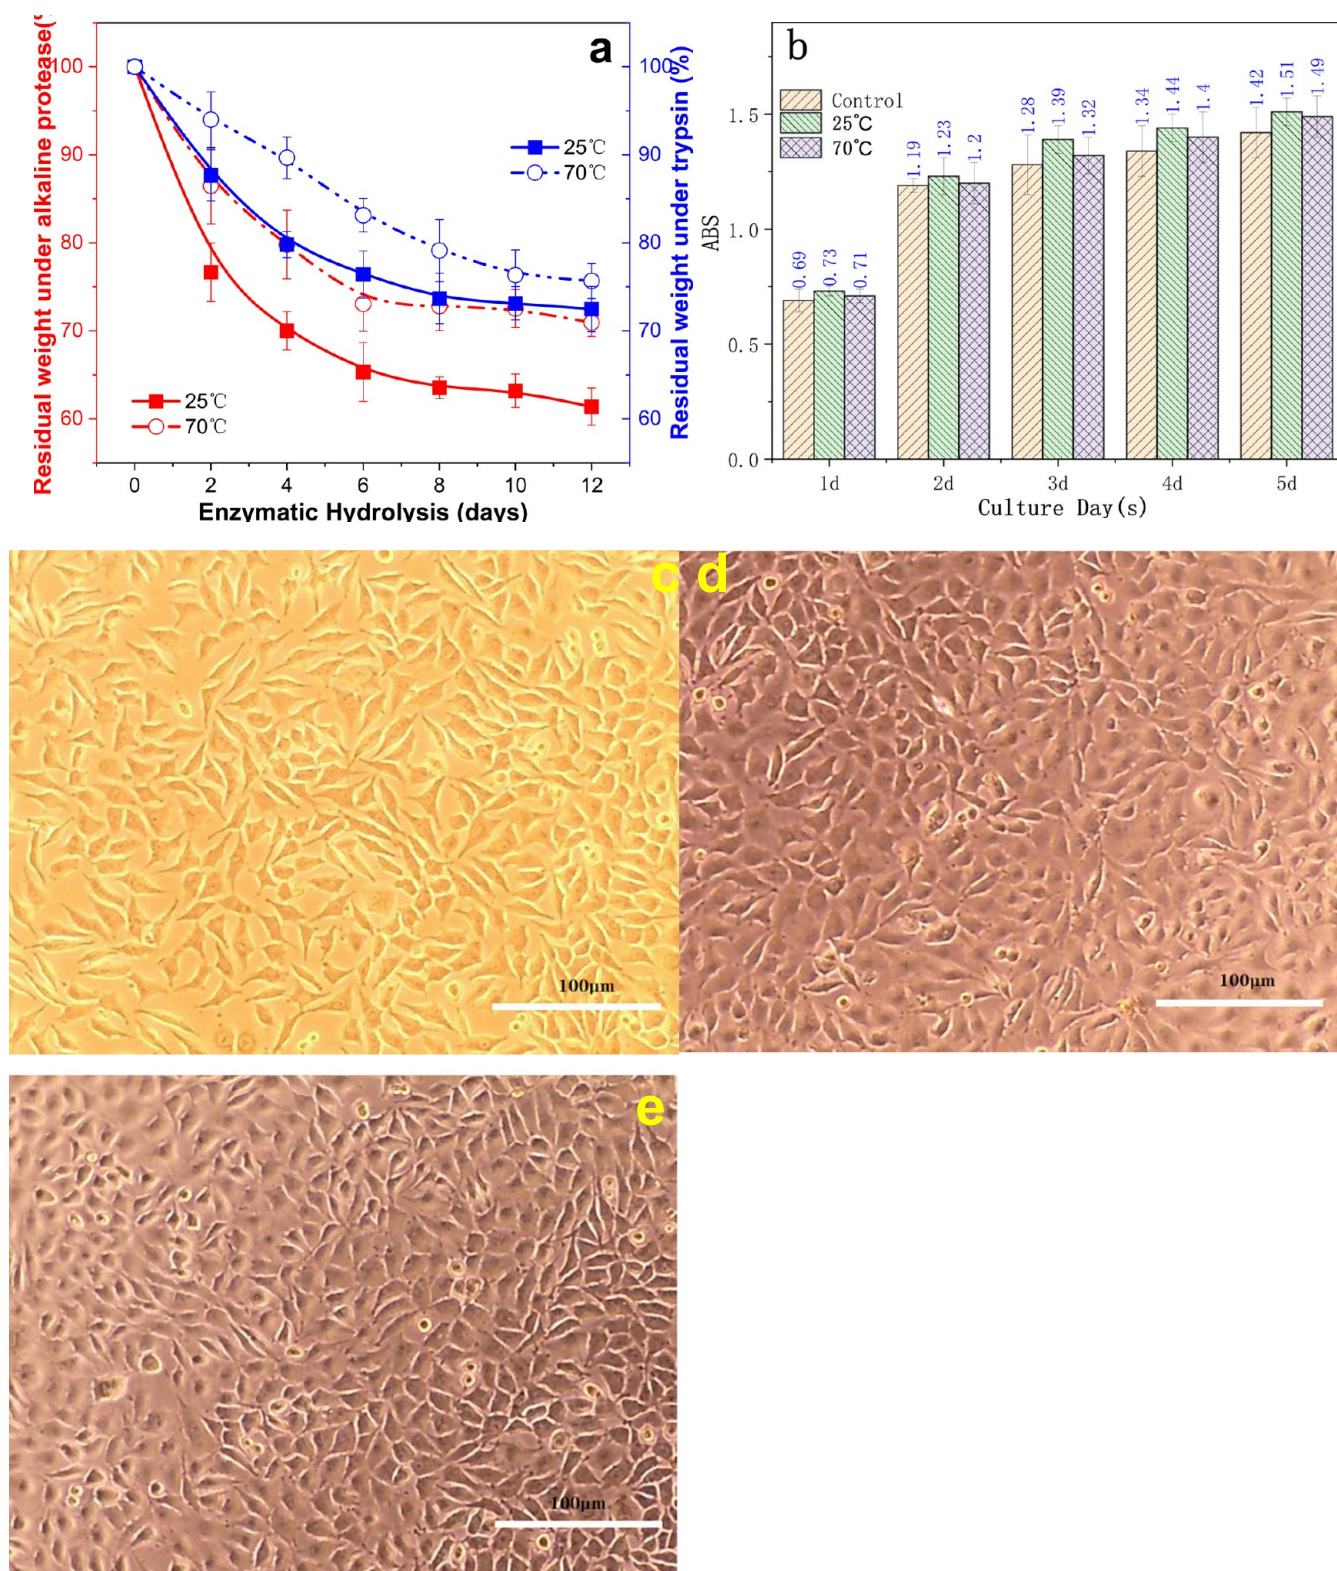 a
Residual weight under alkaline protease(%
Residual weight under trypsin (%)
100
90
80
70
60
100
90
80
70
60
25℃
70℃
25℃
70℃
0 2 4 6 8 10 12
Enzymatic Hydrolysis (days)
b
Control
25℃
70℃
ABS
1.5
1.0
0.5
0.0
0.69 0.73 0.71
1.19 1.23 1.2
1.28 1.39 1.32
1.34 1.44 1.4
1.42 1.51 1.49
1d 2d 3d 4d 5d
Culture Day(s)
c
100μm
d
100μm
e
100μm